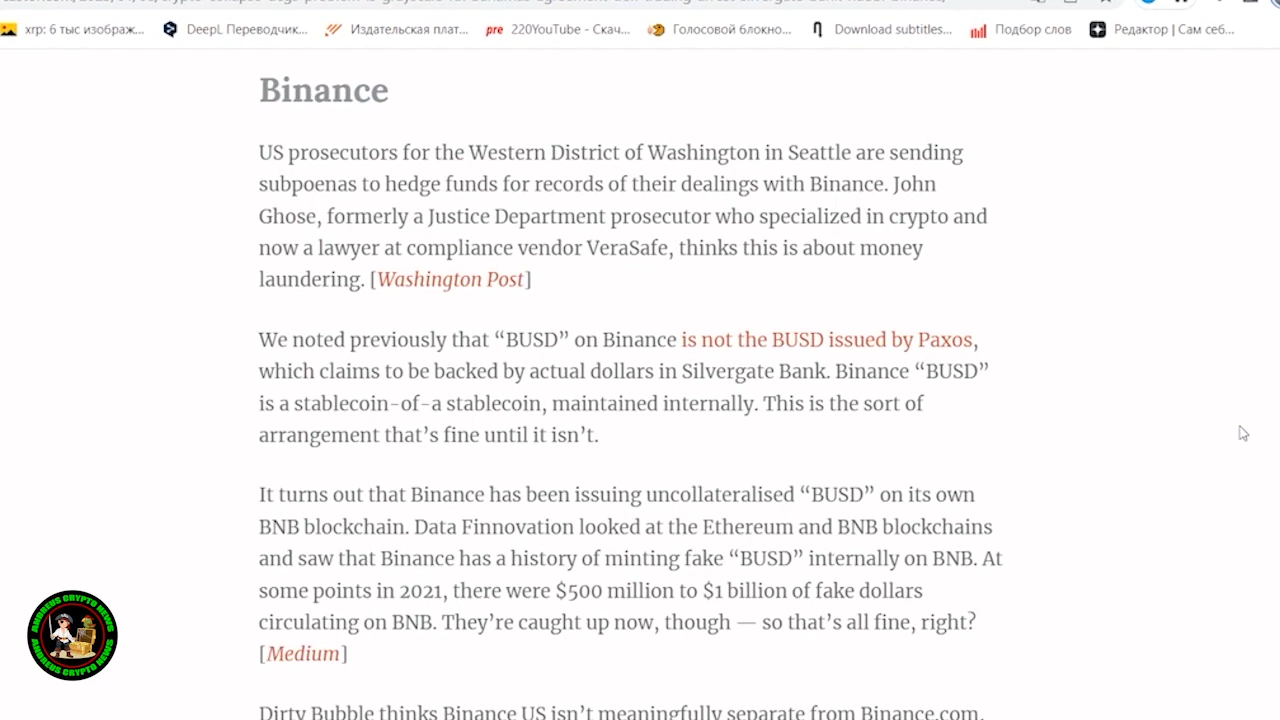 xrp: 6 тыс изображ...
DeepL Переводчик...
Издательская плат...
pre 220YouTube - Скач...
Голосовой блокно...
Download subtitles...
Подбор слов
Редактор | Сам себ...
Binance
US prosecutors for the Western District of Washington in Seattle are sending
subpoenas to hedge funds for records of their dealings with Binance. John
Ghose, formerly a Justice Department prosecutor who specialized in crypto and
now a lawyer at compliance vendor VeraSafe, thinks this is about money
laundering. [Washington Post]
We noted previously that “BUSD” on Binance is not the BUSD issued by Paxos,
which claims to be backed by actual dollars in Silvergate Bank. Binance “BUSD”
is a stablecoin-of-a stablecoin, maintained internally. This is the sort of
arrangement that’s fine until it isn’t.
It turns out that Binance has been issuing uncollateralised “BUSD” on its own
BNB blockchain. Data Finnovation looked at the Ethereum and BNB blockchains
and saw that Binance has a history of minting fake “BUSD” internally on BNB. At
some points in 2021, there were $500 million to $1 billion of fake dollars
circulating on BNB. They’re caught up now, though — so that’s all fine, right?
[Medium]
Dirty Bubble thinks Binance US isn’t meaningfully separate from Binance.com.
ANDREUS CRYPTO NEWS
ANDREUS CRYPTO NEWS